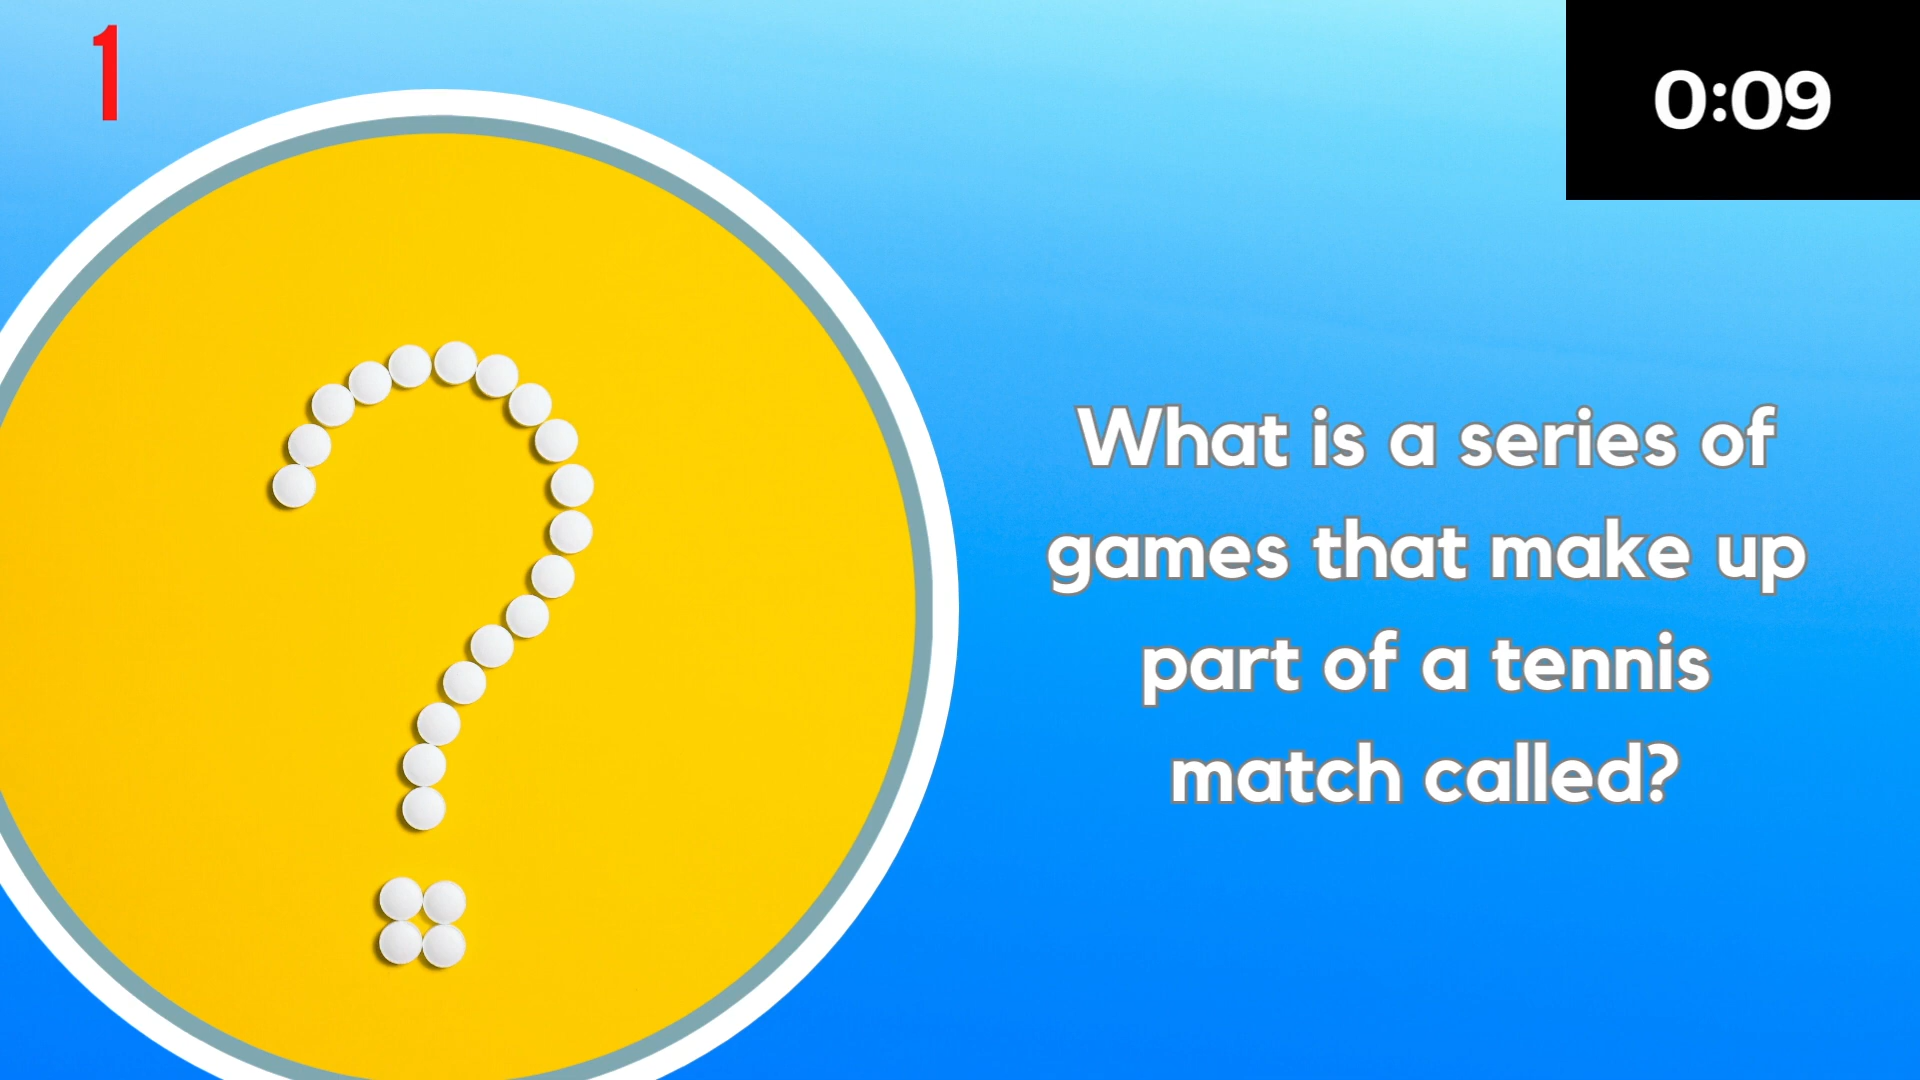 1
0:09
What is a series of
games that make up
part of a tennis
match called?